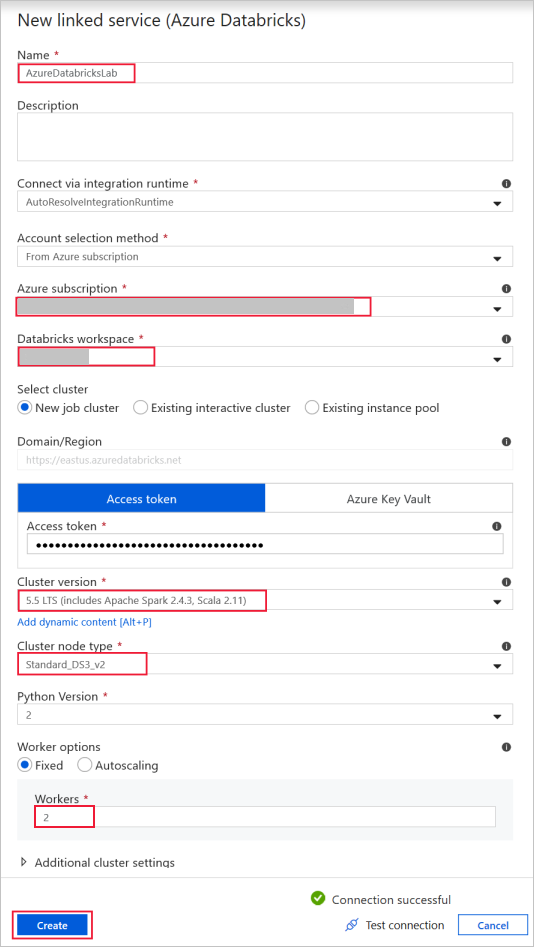 New linked service (Azure Databricks)
Name *
AzureDatabricksLab
Description
Connect via integration runtime *
AutoResolveIntegrationRuntime
Account selection method *
From Azure subscription
Azure subscription *
Databricks workspace *
Select cluster
New job cluster Existing interactive cluster Existing instance pool
Domain/Region
https://eastus.azuredatabricks.net
Access token Azure Key Vault
Access token *
••••••••••••••••••••••••••••••••••••
Cluster version *
5.5 LTS (includes Apache Spark 2.4.3, Scala 2.11)
Add dynamic content [Alt+P]
Cluster node type *
Standard_DS3_v2
Python Version *
2
Worker options
Fixed Autoscaling
Workers *
2
Additional cluster settings
Connection successful
Create Test connection Cancel